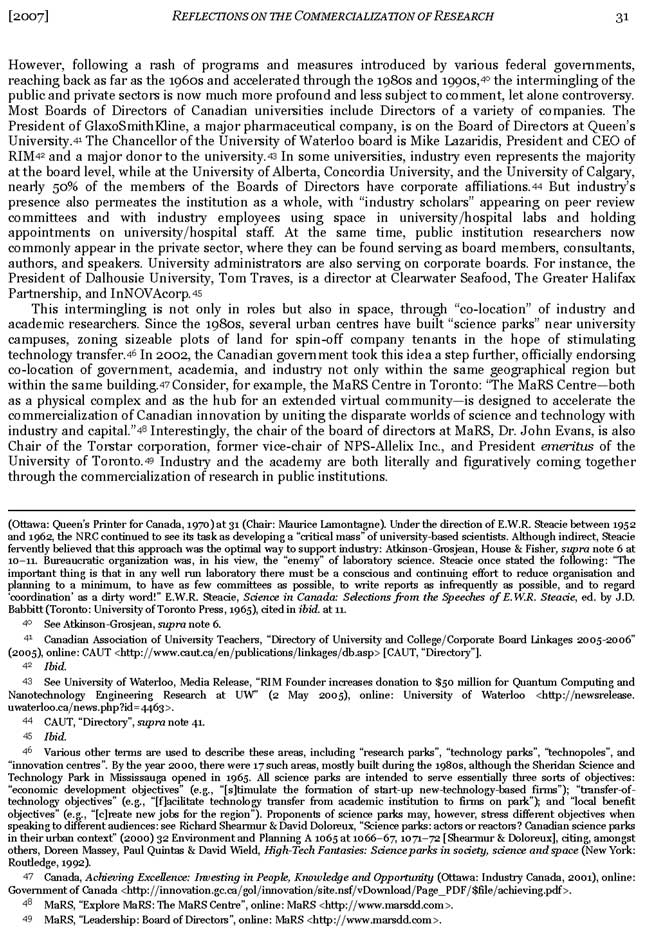 [2007] REFLECTIONS ON THE COMMERCIALIZATION OF RESEARCH 31
However, following a rash of programs and measures introduced by various federal governments,
reaching back as far as the 1960s and accelerated through the 1980s and 1990s,40 the intermingling of the
public and private sectors is now much more profound and less subject to comment, let alone controversy.
Most Boards of Directors of Canadian universities include Directors of a variety of companies. The
President of GlaxoSmithKline, a major pharmaceutical company, is on the Board of Directors at Queen's
University.41 The Chancellor of the University of Waterloo board is Mike Lazaridis, President and CEO of
RIM42 and a major donor to the university.43 In some universities, industry even represents the majority
at the board level, while at the University of Alberta, Concordia University, and the University of Calgary,
nearly 50% of the members of the Boards of Directors have corporate affiliations.44 But industry's
presence also permeates the institution as a whole, with "industry scholars" appearing on peer review
committees and with industry employees using space in university/hospital labs and holding
appointments on university/hospital staff. At the same time, public institution researchers now
commonly appear in the private sector, where they can be found serving as board members, consultants,
authors, and speakers. University administrators are also serving on corporate boards. For instance, the
President of Dalhousie University, Tom Traves, is a director at Clearwater Seafood, The Greater Halifax
Partnership, and InNOVAcorp.45
This intermingling is not only in roles but also in space, through "co-location" of industry and
academic researchers. Since the 1980s, several urban centres have built "science parks" near university
campuses, zoning sizeable plots of land for spin-off company tenants in the hope of stimulating
technology transfer.46 In 2002, the Canadian government took this idea a step further, officially endorsing
co-location of government, academia, and industry not only within the same geographical region but
within the same building.47 Consider, for example, the MaRS Centre in Toronto: "The MaRS Centre—both
as a physical complex and as the hub for an extended virtual community—is designed to accelerate the
commercialization of Canadian innovation by uniting the disparate worlds of science and technology with
industry and capital."48 Interestingly, the chair of the board of directors at MaRS, Dr. John Evans, is also
Chair of the Torstar corporation, former vice-chair of NPS-Allelix Inc., and President emeritus of the
University of Toronto.49 Industry and the academy are both literally and figuratively coming together
through the commercialization of research in public institutions.
(Ottawa: Queen's Printer for Canada, 1970) at 31 (Chair: Maurice Lamontagne). Under the direction of E.W.R. Steacie between 1952
and 1962, the NRC continued to see its task as developing a "critical mass" of university-based scientists. Although indirect, Steacie
fervently believed that this approach was the optimal way to support industry: Atkinson-Grosjean, House & Fisher, supra note 6 at
10–11. Bureaucratic organization was, in his view, the "enemy" of laboratory science. Steacie once stated the following: "The
important thing is that in any well run laboratory there must be a conscious and continuing effort to reduce organisation and
planning to a minimum, to have as few committees as possible, to write reports as infrequently as possible, and to regard
'coordination' as a dirty word!" E.W.R. Steacie, Science in Canada: Selections from the Speeches of E.W.R. Steacie, ed. by J.D.
Babbitt (Toronto: University of Toronto Press, 1965), cited in ibid. at 11.
40 See Atkinson-Grosjean, supra note 6.
41 Canadian Association of University Teachers, "Directory of University and College/Corporate Board Linkages 2005-2006"
(2005), online: CAUT <http://www.caut.ca/en/publications/linkages/db.asp> [CAUT, "Directory"].
42 Ibid.
43 See University of Waterloo, Media Release, "RIM Founder increases donation to $50 million for Quantum Computing and
Nanotechnology Engineering Research at UW" (2 May 2005), online: University of Waterloo <http://newsrelease.
uwaterloo.ca/news.php?id=4463>.
44 CAUT, "Directory", supra note 41.
45 Ibid.
46 Various other terms are used to describe these areas, including "research parks", "technology parks", "technopoles", and
"innovation centres". By the year 2000, there were 17 such areas, mostly built during the 1980s, although the Sheridan Science and
Technology Park in Mississauga opened in 1965. All science parks are intended to serve essentially three sorts of objectives:
"economic development objectives" (e.g., "[s]timulate the formation of start-up new-technology-based firms"); "transfer-of-
technology objectives" (e.g., "[f]acilitate technology transfer from academic institution to firms on park"); and "local benefit
objectives" (e.g., "[c]reate new jobs for the region"). Proponents of science parks may, however, stress different objectives when
speaking to different audiences: see Richard Shearmur & David Doloreux, "Science parks: actors or reactors? Canadian science parks
in their urban context" (2000) 32 Environment and Planning A 1065 at 1066–67, 1071–72 [Shearmur & Doloreux], citing, amongst
others, Doreen Massey, Paul Quintas & David Wield, High-Tech Fantasies: Science parks in society, science and space (New York:
Routledge, 1992).
47 Canada, Achieving Excellence: Investing in People, Knowledge and Opportunity (Ottawa: Industry Canada, 2001), online:
Government of Canada <http://innovation.gc.ca/gol/innovation/site.nsf/vDownload/Page_PDF/$file/achieving.pdf>.
48 MaRS, "Explore MaRS: The MaRS Centre", online: MaRS <http://www.marsdd.com>.
49 MaRS, "Leadership: Board of Directors", online: MaRS <http://www.marsdd.com>.